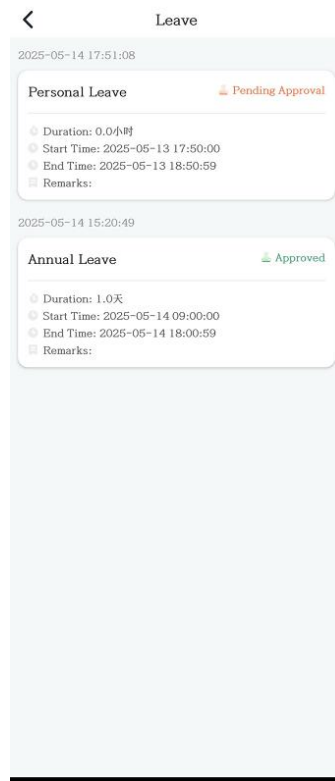 Leave
2025-05-14 17:51:08
Personal Leave
Pending Approval
Duration: 0.0小时
Start Time: 2025-05-13 17:50:00
End Time: 2025-05-13 18:50:59
Remarks:
2025-05-14 15:20:49
Annual Leave
Approved
Duration: 1.0天
Start Time: 2025-05-14 09:00:00
End Time: 2025-05-14 18:00:59
Remarks: